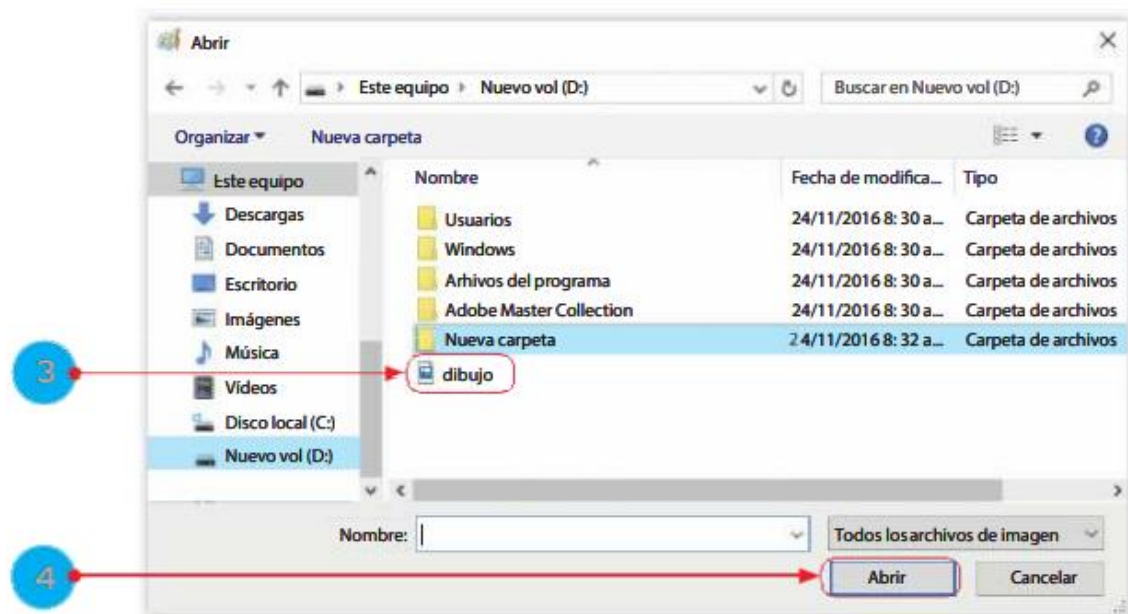 Abrir
Este equipo Nuevo vol (D:) Buscar en Nuevo vol (D:)
Organizar Nueva carpeta
Este equipo Nombre Fecha de modifica... Tipo
Descargas Usuarios 24/11/2016 8: 30 a... Carpeta de archivos
Documentos Windows 24/11/2016 8: 30 a... Carpeta de archivos
Escritorio Arhivos del programa 24/11/2016 8: 30 a... Carpeta de archivos
Imágenes Adobe Master Collection 24/11/2016 8: 30 a... Carpeta de archivos
Música Nueva carpeta 24/11/2016 8: 32 a... Carpeta de archivos
3 Vídeos dibujo
Disco local (C:)
Nuevo vol (D:)
Nombre: Todos los archivos de imagen
4 Abrir Cancelar